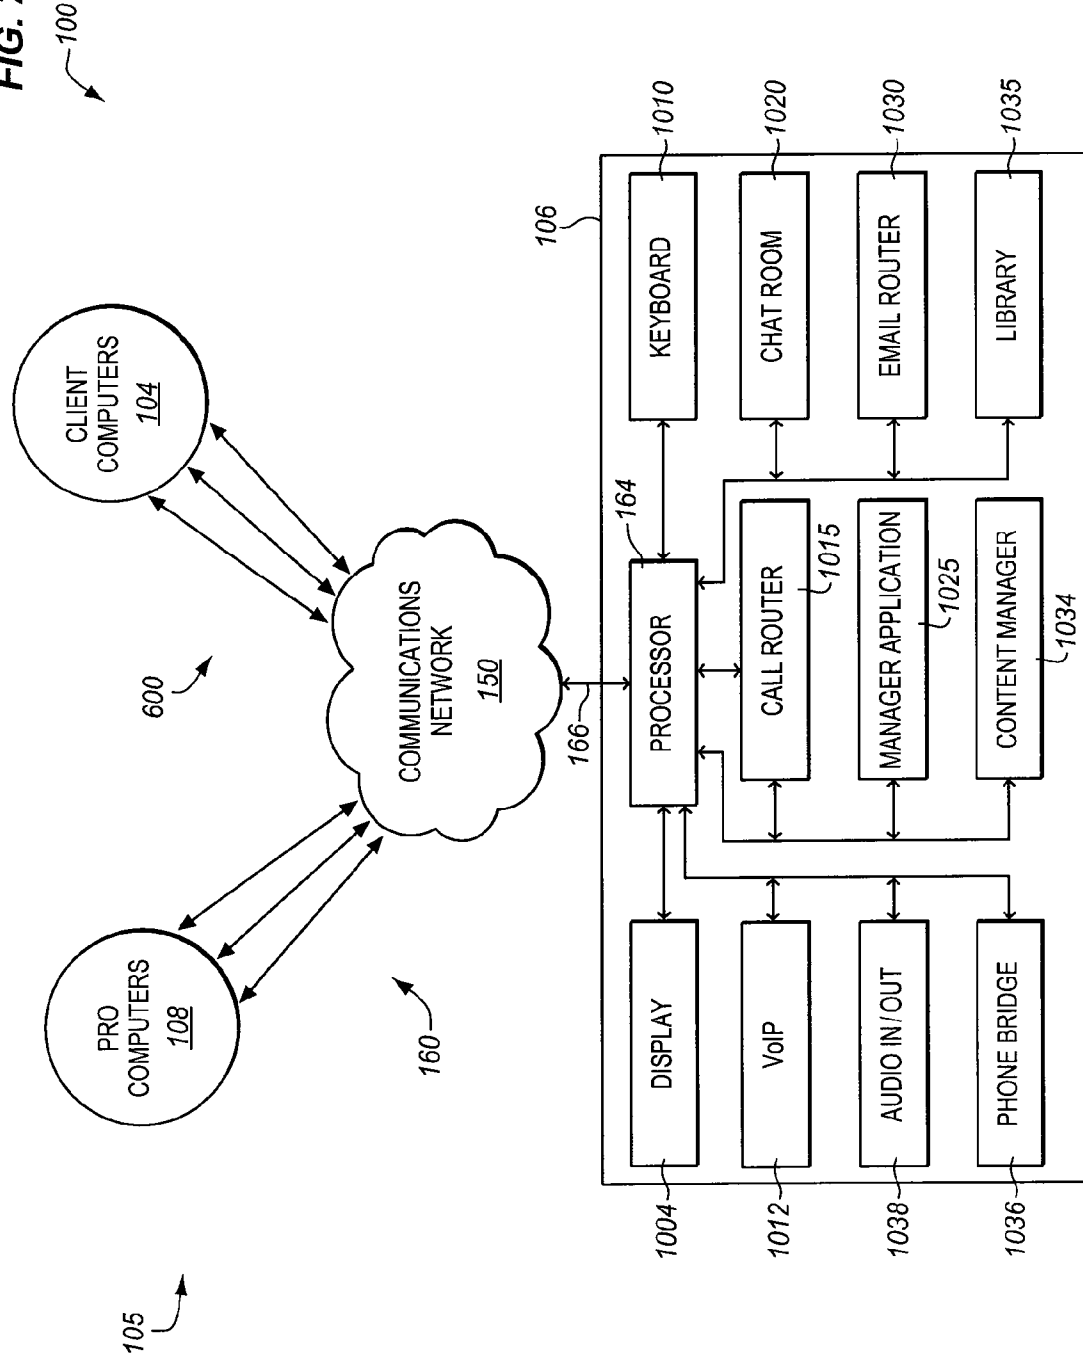 FIG.
100
105
600
160
PRO
COMPUTERS
108
CLIENT
COMPUTERS
104
COMMUNICATIONS
NETWORK
150
166
106
164
DISPLAY
1004
PROCESSOR
KEYBOARD
1010
VoIP
1012
CALL ROUTER
1015
CHAT ROOM
1020
AUDIO IN/OUT
1038
MANAGER APPLICATION
1025
EMAIL ROUTER
1030
PHONE BRIDGE
1036
CONTENT MANAGER
1034
LIBRARY
1035